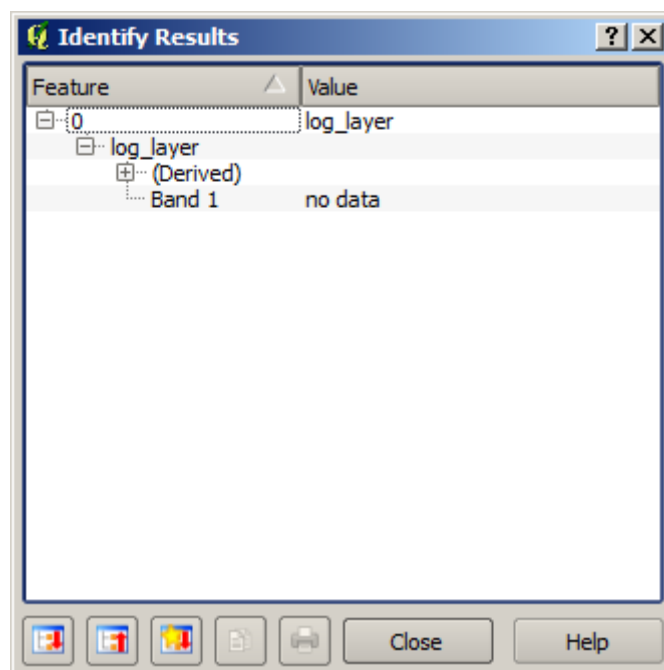 Identify Results
Feature Value
0 log_layer
log_layer
(Derived)
Band 1 no data
Close Help